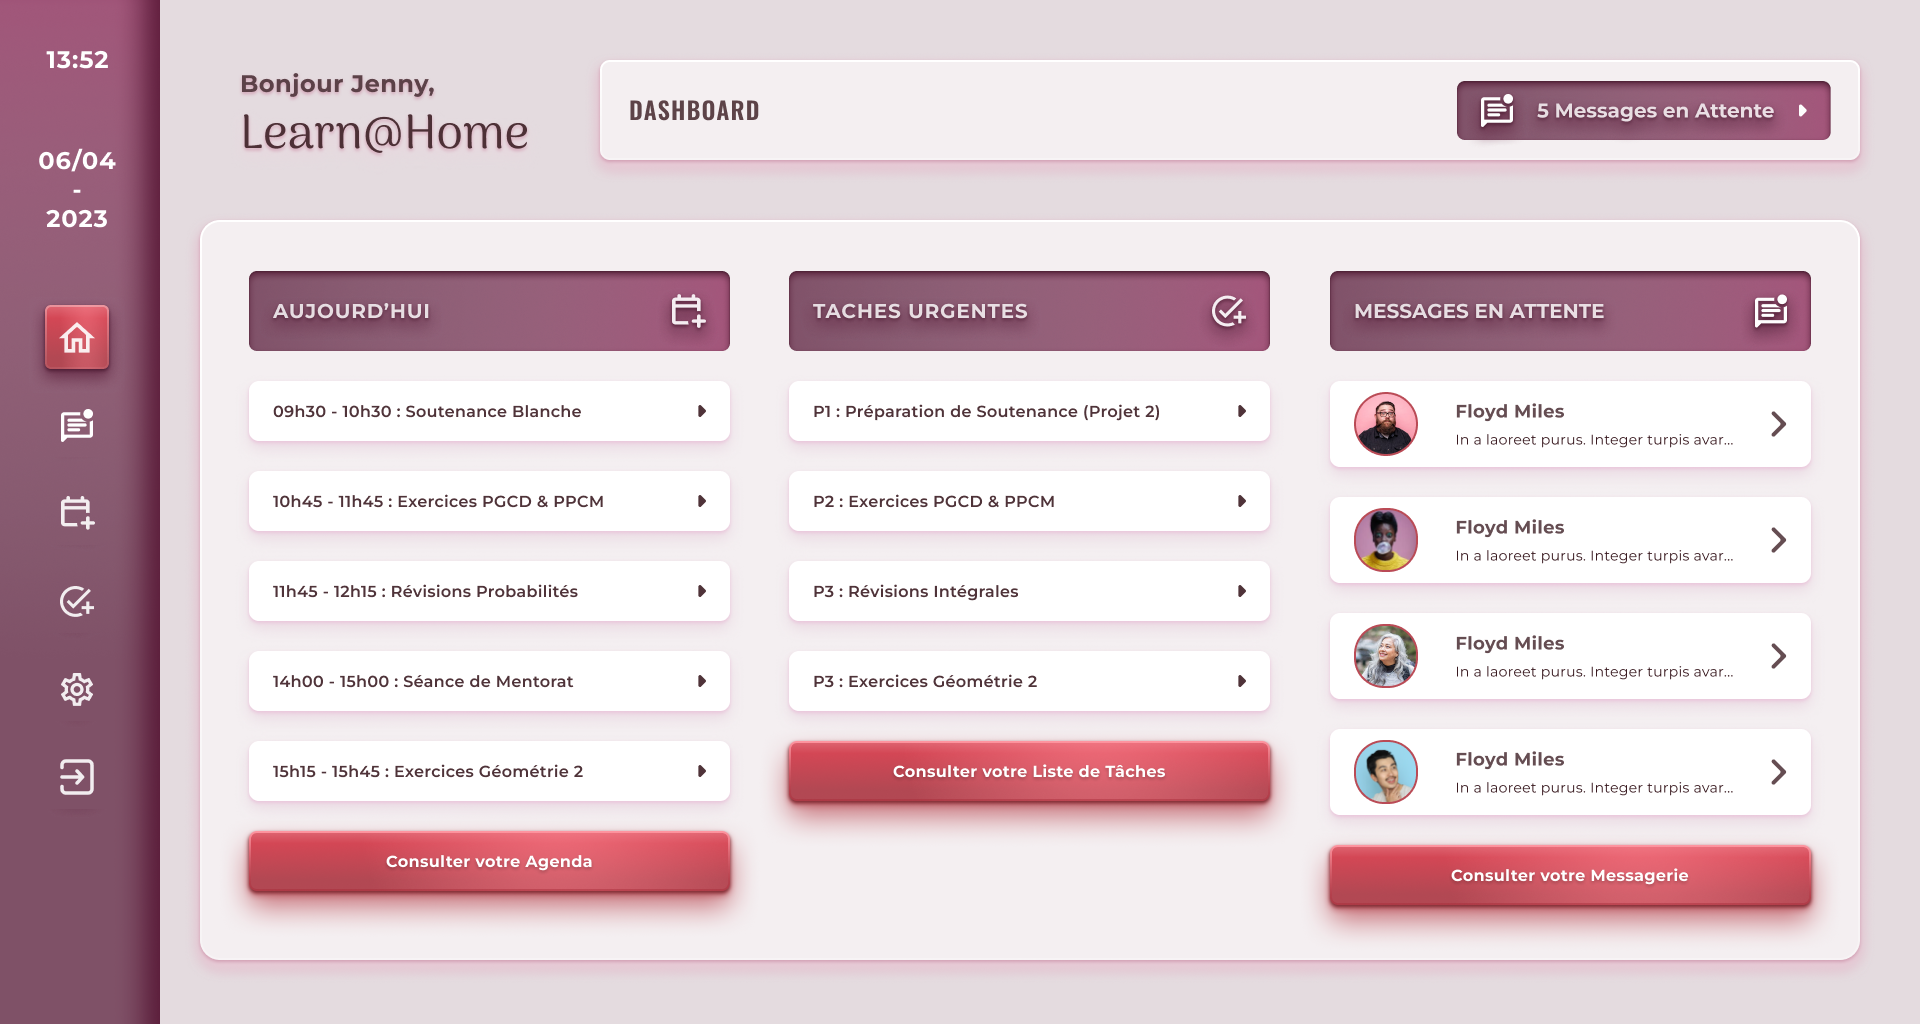 13:52
06/04
-
2023
Bonjour Jenny,
Learn@Home
DASHBOARD
5 Messages en Attente
AUJOURD’HUI
09h30 - 10h30 : Soutenance Blanche
10h45 - 11h45 : Exercices PGCD & PPCM
11h45 - 12h15 : Révisions Probabilités
14h00 - 15h00 : Séance de Mentorat
15h15 - 15h45 : Exercices Géométrie 2
Consulter votre Agenda
TACHES URGENTES
P1 : Préparation de Soutenance (Projet 2)
P2 : Exercices PGCD & PPCM
P3 : Révisions Intégrales
P3 : Exercices Géométrie 2
Consulter votre Liste de Tâches
MESSAGES EN ATTENTE
Floyd Miles
In a laoreet purus. Integer turpis avar...
Floyd Miles
In a laoreet purus. Integer turpis avar...
Floyd Miles
In a laoreet purus. Integer turpis avar...
Floyd Miles
In a laoreet purus. Integer turpis avar...
Consulter votre Messagerie